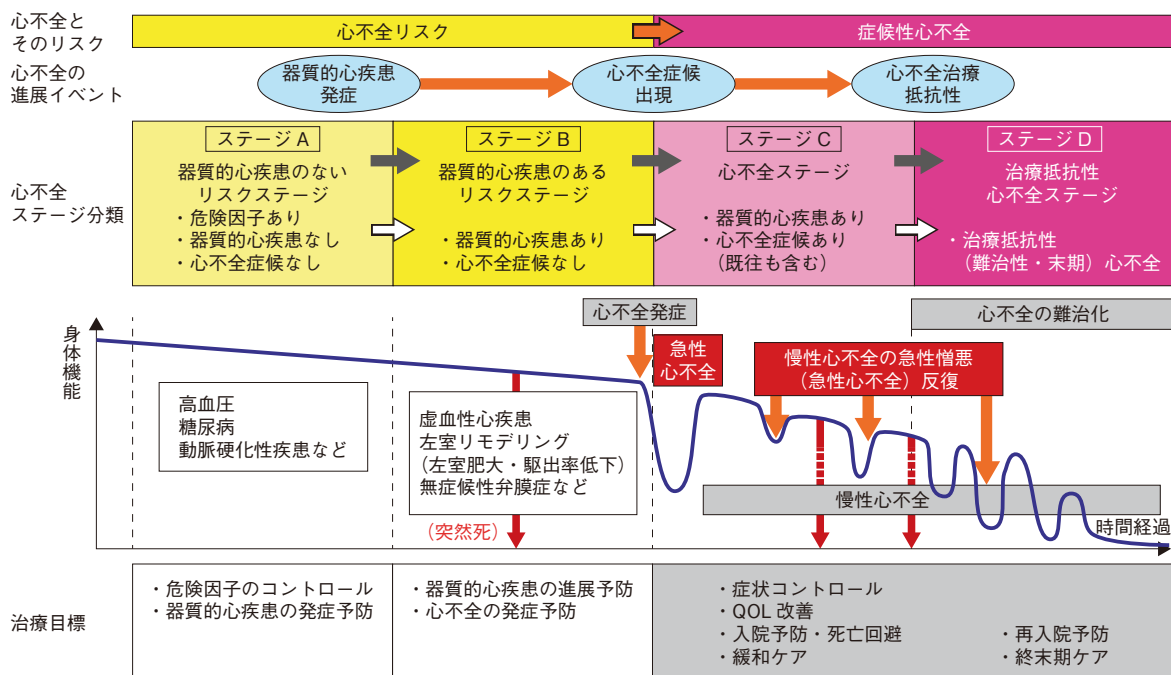 心不全と
そのリスク
心不全リスク
症候性心不全
心不全の
進展イベント
器質的心疾患
発症
心不全症候
出現
心不全治療
抵抗性
心不全
ステージ分類
ステージ A
器質的心疾患のない
リスクステージ
・危険因子あり
・器質的心疾患なし
・心不全症候なし
ステージ B
器質的心疾患のある
リスクステージ
・器質的心疾患あり
・心不全症候なし
ステージ C
心不全ステージ
・器質的心疾患あり
・心不全症候あり
（既往も含む）
ステージ D
治療抵抗性
心不全ステージ
・治療抵抗性
（難治性・末期）心不全
身体機能
心不全発症
心不全の難治化
急性
心不全
慢性心不全の急性憎悪
（急性心不全）反復
高血圧
糖尿病
動脈硬化性疾患など
虚血性心疾患
左室リモデリング
（左室肥大・駆出率低下）
無症候性弁膜症など
（突然死）
慢性心不全
時間経過
治療目標
・危険因子のコントロール
・器質的心疾患の発症予防
・器質的心疾患の進展予防
・心不全の発症予防
・症状コントロール
・QOL 改善
・入院予防・死亡回避
・緩和ケア
・再入院予防
・終末期ケア